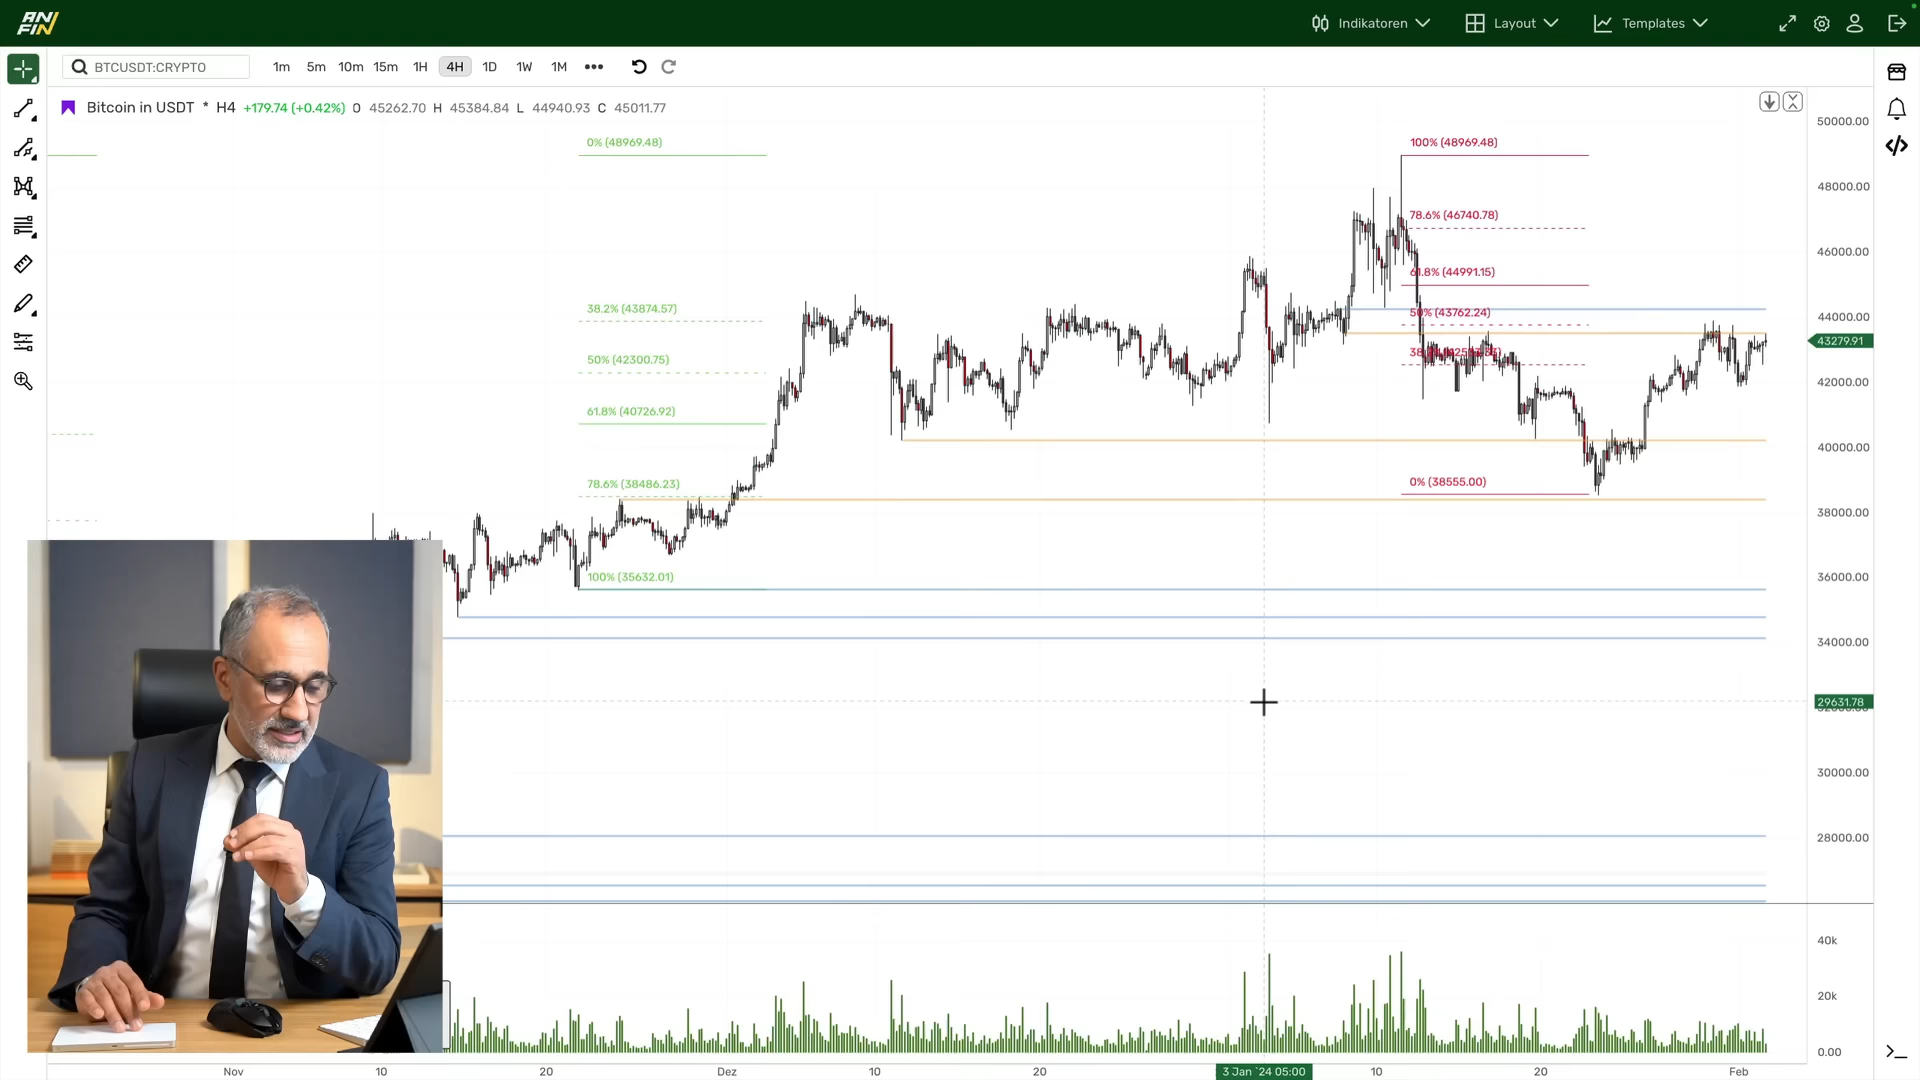 ANFIN
Indikatoren
Layout
Templates
BTCUSDT:CRYPTO
1m 5m 10m 15m 1H 4H 1D 1W 1M
Bitcoin in USDT * H4 +179.74 (+0.42%) O 45262.70 H 45384.84 L 44940.93 C 45011.77
0% (48969.48)
38.2% (43874.57)
50% (42300.75)
61.8% (40726.92)
78.6% (38486.23)
100% (35632.01)
100% (48969.48)
78.6% (46740.78)
61.8% (44991.15)
50% (43762.24)
0% (38555.00)
50000.00
48000.00
46000.00
44000.00
43279.91
42000.00
40000.00
38000.00
36000.00
34000.00
29631.78
30000.00
28000.00
40k
20k
0.00
Nov 10 20 Dez 10 20 3 Jan `24 05:00 10 20 Feb